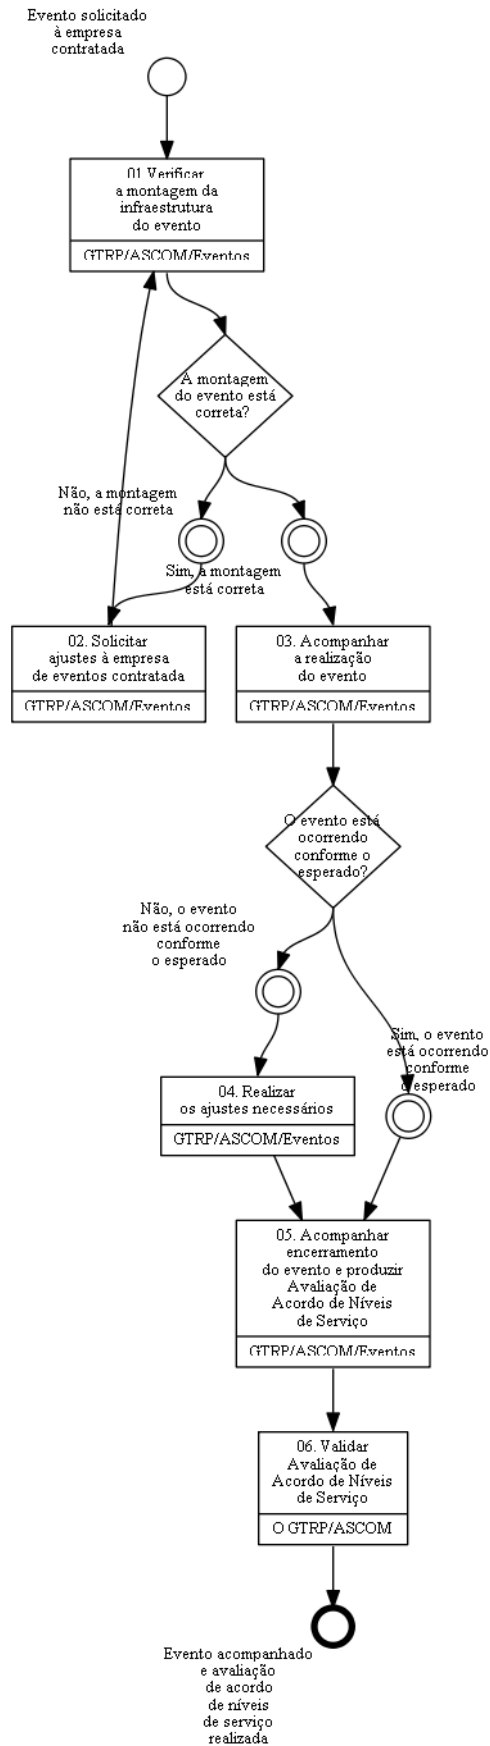 Evento solicitado
à empresa
contratada
01 Verificar
a montagem da
infraestrutura
do evento
GTRP/ASCOM/Eventos
A montagem
do evento está
correta?
Não, a montagem
não está correta
Sim, a montagem
está correta
02. Solicitar
ajustes à empresa
de eventos contratada
GTRP/ASCOM/Eventos
03. Acompanhar
a realização
do evento
GTRP/ASCOM/Eventos
O evento está
ocorrendo
conforme o
esperado?
Não, o evento
não está ocorrendo
conforme
o esperado
Sim, o evento
está ocorrendo
conforme
o esperado
04. Realizar
os ajustes necessários
GTRP/ASCOM/Eventos
05. Acompanhar
encerramento
do evento e produzir
Avaliação de
Acordo de Níveis
de Serviço
GTRP/ASCOM/Eventos
06. Validar
Avaliação de
Acordo de Níveis
de Serviço
O GTRP/ASCOM
Evento acompanhado
e avaliação
de acordo
de níveis
de serviço
realizada